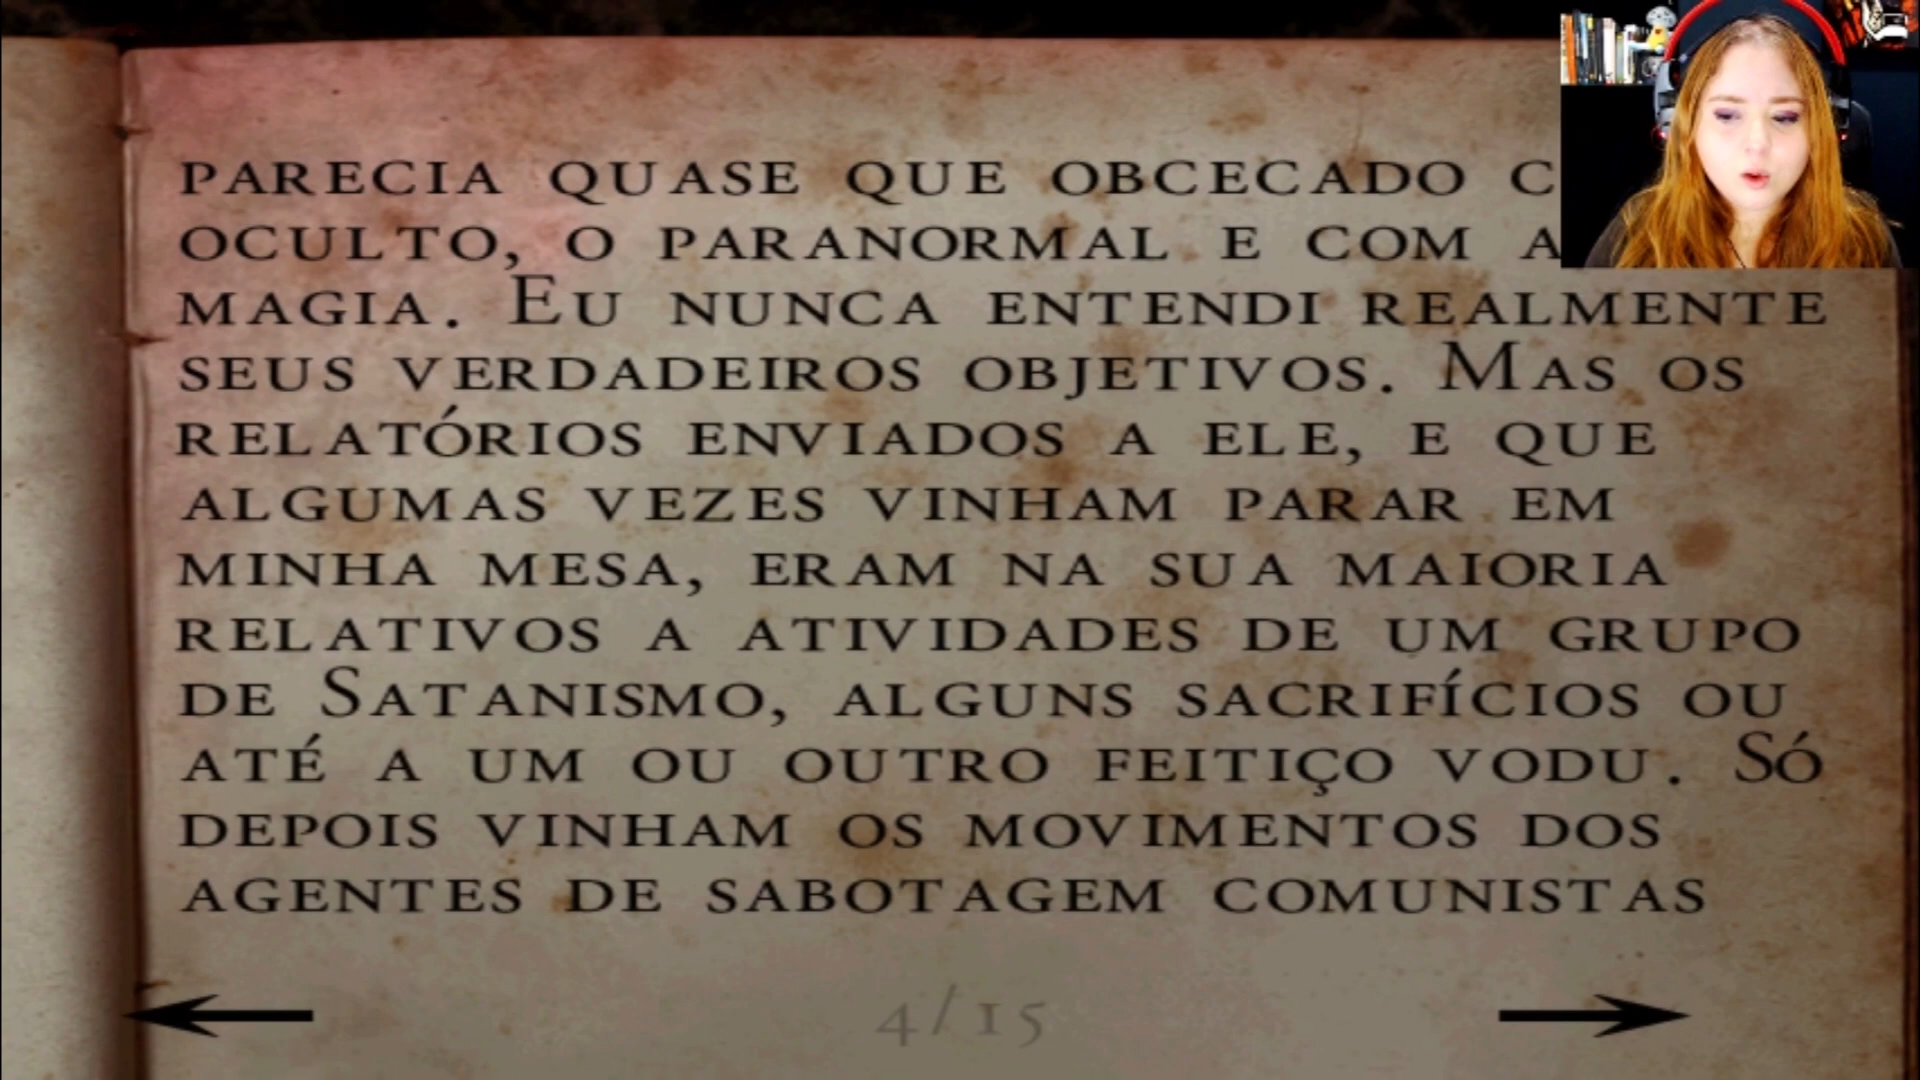 PARECIA QUASE QUE OBCECADO
OCULTO, O PARANORMAL E COM A
MAGIA. EU NUNCA ENTENDI REALMENTE
SEUS VERDADEIROS OBJETIVOS. MAS OS
RELATÓRIOS ENVIADOS A ELE, E QUE
ALGUMAS VEZES VINHAM PARAR EM
MINHA MESA, ERAM NA SUA MAIORIA
RELATIVOS A ATIVIDADES DE UM GRUPO
DE SATANISMO, ALGUNS SACRIFÍCIOS OU
ATÉ A UM OU OUTRO FEITIÇO VODU. SÓ
DEPOIS VINHAM OS MOVIMENTOS DOS
AGENTES DE SABOTAGEM COMUNISTAS
4/15